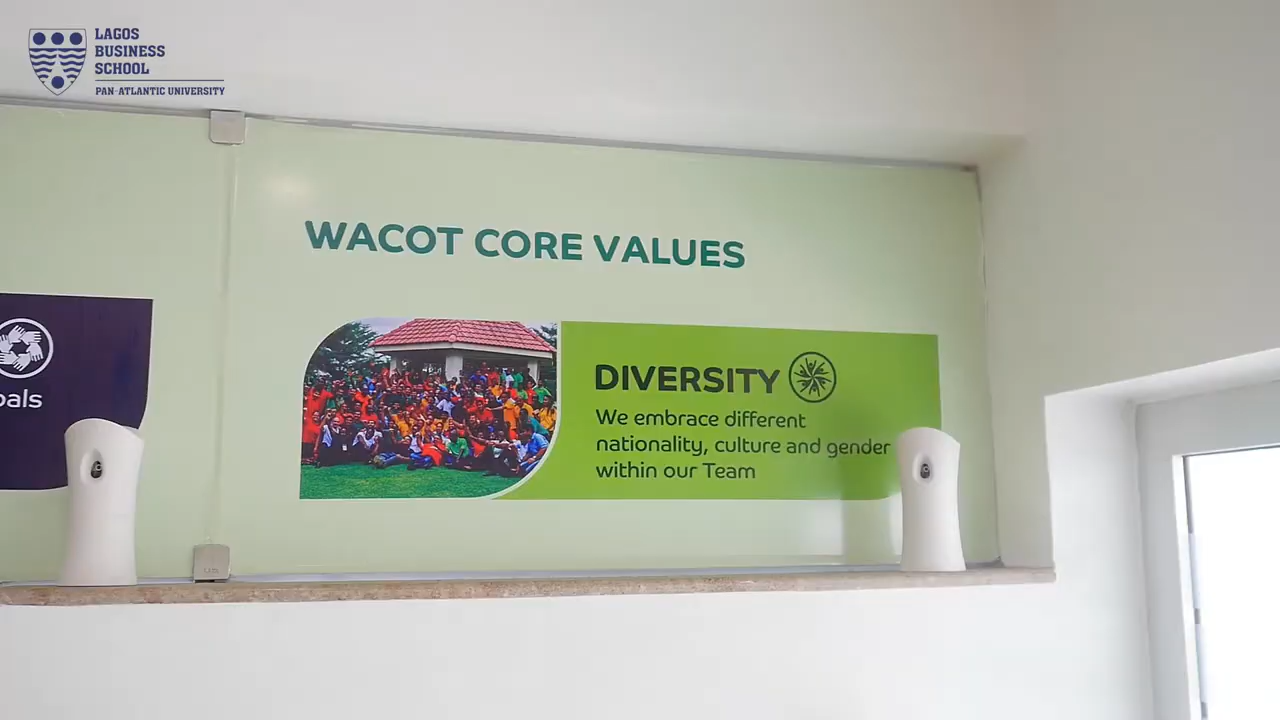 LAGOS
BUSINESS
SCHOOL
PAN-ATLANTIC UNIVERSITY
WACOT CORE VALUES
DIVERSITY
We embrace different
nationality, culture and gender
within our Team